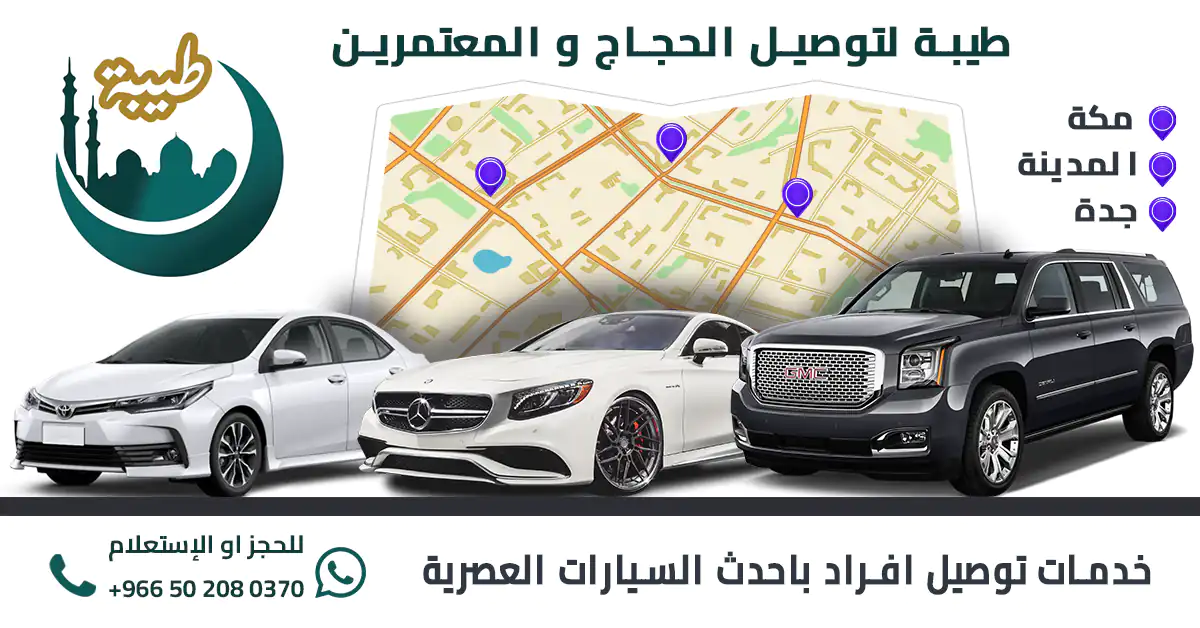 طيبة
طيبة لتوصيل الحجاج و المعتمرين
مكة
المدينة
جدة
GMC
خدمات توصيل افراد باحدث السيارات العصرية
للحجز او الإستعلام
+966 50 208 0370